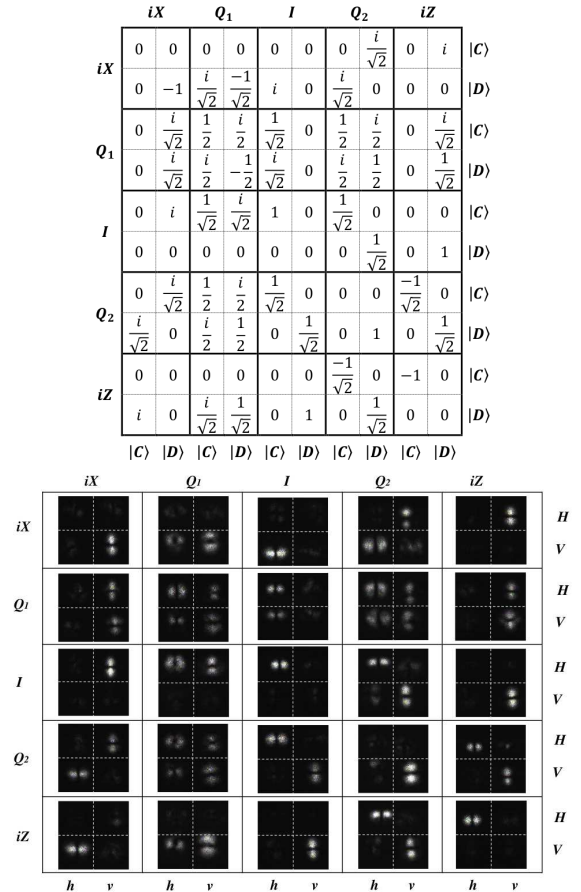 iX Q₁ I Q₂ iZ
iX
0 0 0 0 0 0 0 i/√2 0 i |C⟩
0 −1 i/√2 −1/√2 i 0 i/√2 0 0 0 |D⟩
Q₁
0 i/√2 1/2 i/2 1/√2 0 1/2 i/2 0 i/√2 |C⟩
0 i/√2 i/2 −1/2 i/√2 0 i/2 1/2 0 1/√2 |D⟩
I
0 i 1/√2 i/√2 1 0 1/√2 0 0 0 |C⟩
0 0 0 0 0 0 0 1/√2 0 1 |D⟩
Q₂
0 i/√2 1/2 i/2 1/√2 0 0 0 −1/√2 0 |C⟩
i/√2 0 i/2 1/2 0 1/√2 0 1 0 1/√2 |D⟩
iZ
0 0 0 0 0 0 −1/√2 0 −1 0 |C⟩
i 0 i/√2 1/√2 0 1 0 1/√2 0 0 |D⟩
|C⟩ |D⟩ |C⟩ |D⟩ |C⟩ |D⟩ |C⟩ |D⟩ |C⟩ |D⟩
iX Q₁ I Q₂ iZ
iX H
V
Q₁ H
V
I H
V
Q₂ H
V
iZ H
V
h v h v h v h v h v